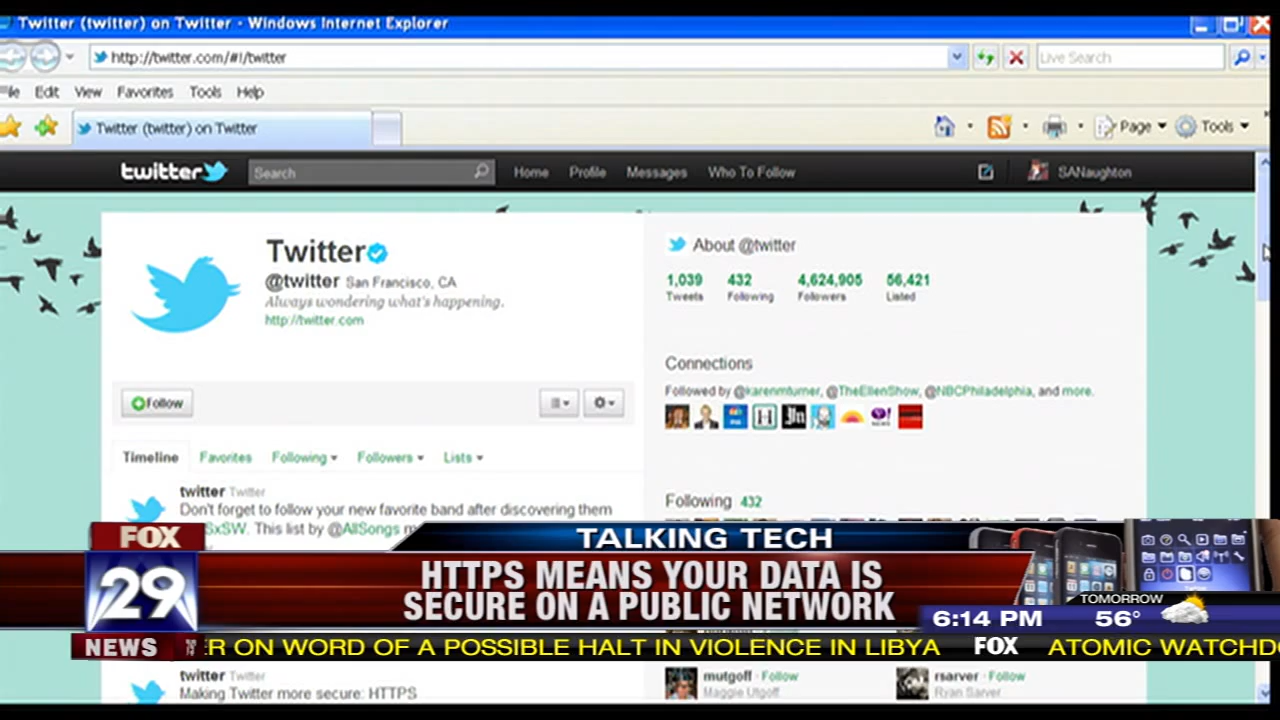 Twitter (twitter) on Twitter - Windows Internet Explorer
http://twitter.com/#!/twitter
Live Search
File Edit View Favorites Tools Help
Twitter (twitter) on Twitter
Page Tools
twitter Search Home Profile Messages Who To Follow SANaughton
Twitter
@twitter San Francisco, CA
Always wondering what's happening.
http://twitter.com
Follow
Timeline Favorites Following Followers Lists
twitter Twitter
Don't forget to follow your new favorite band after discovering them
SxSW. This list by @AllSongs
About @twitter
1,039 432 4,624,905 56,421
Tweets Following Followers Listed
Connections
Followed by @karenmturner, @TheEllenShow, @NBCPhiladelphia, and more.
Following 432
FOX
29
NEWS
TALKING TECH
HTTPS MEANS YOUR DATA IS
SECURE ON A PUBLIC NETWORK
TOMORROW
6:14 PM 56°
ER ON WORD OF A POSSIBLE HALT IN VIOLENCE IN LIBYA FOX ATOMIC WATCHD
twitter Twitter
Making Twitter more secure: HTTPS
mutgoff · Follow
Maggie Utgoff
rsarver · Follow
Ryan Sarver